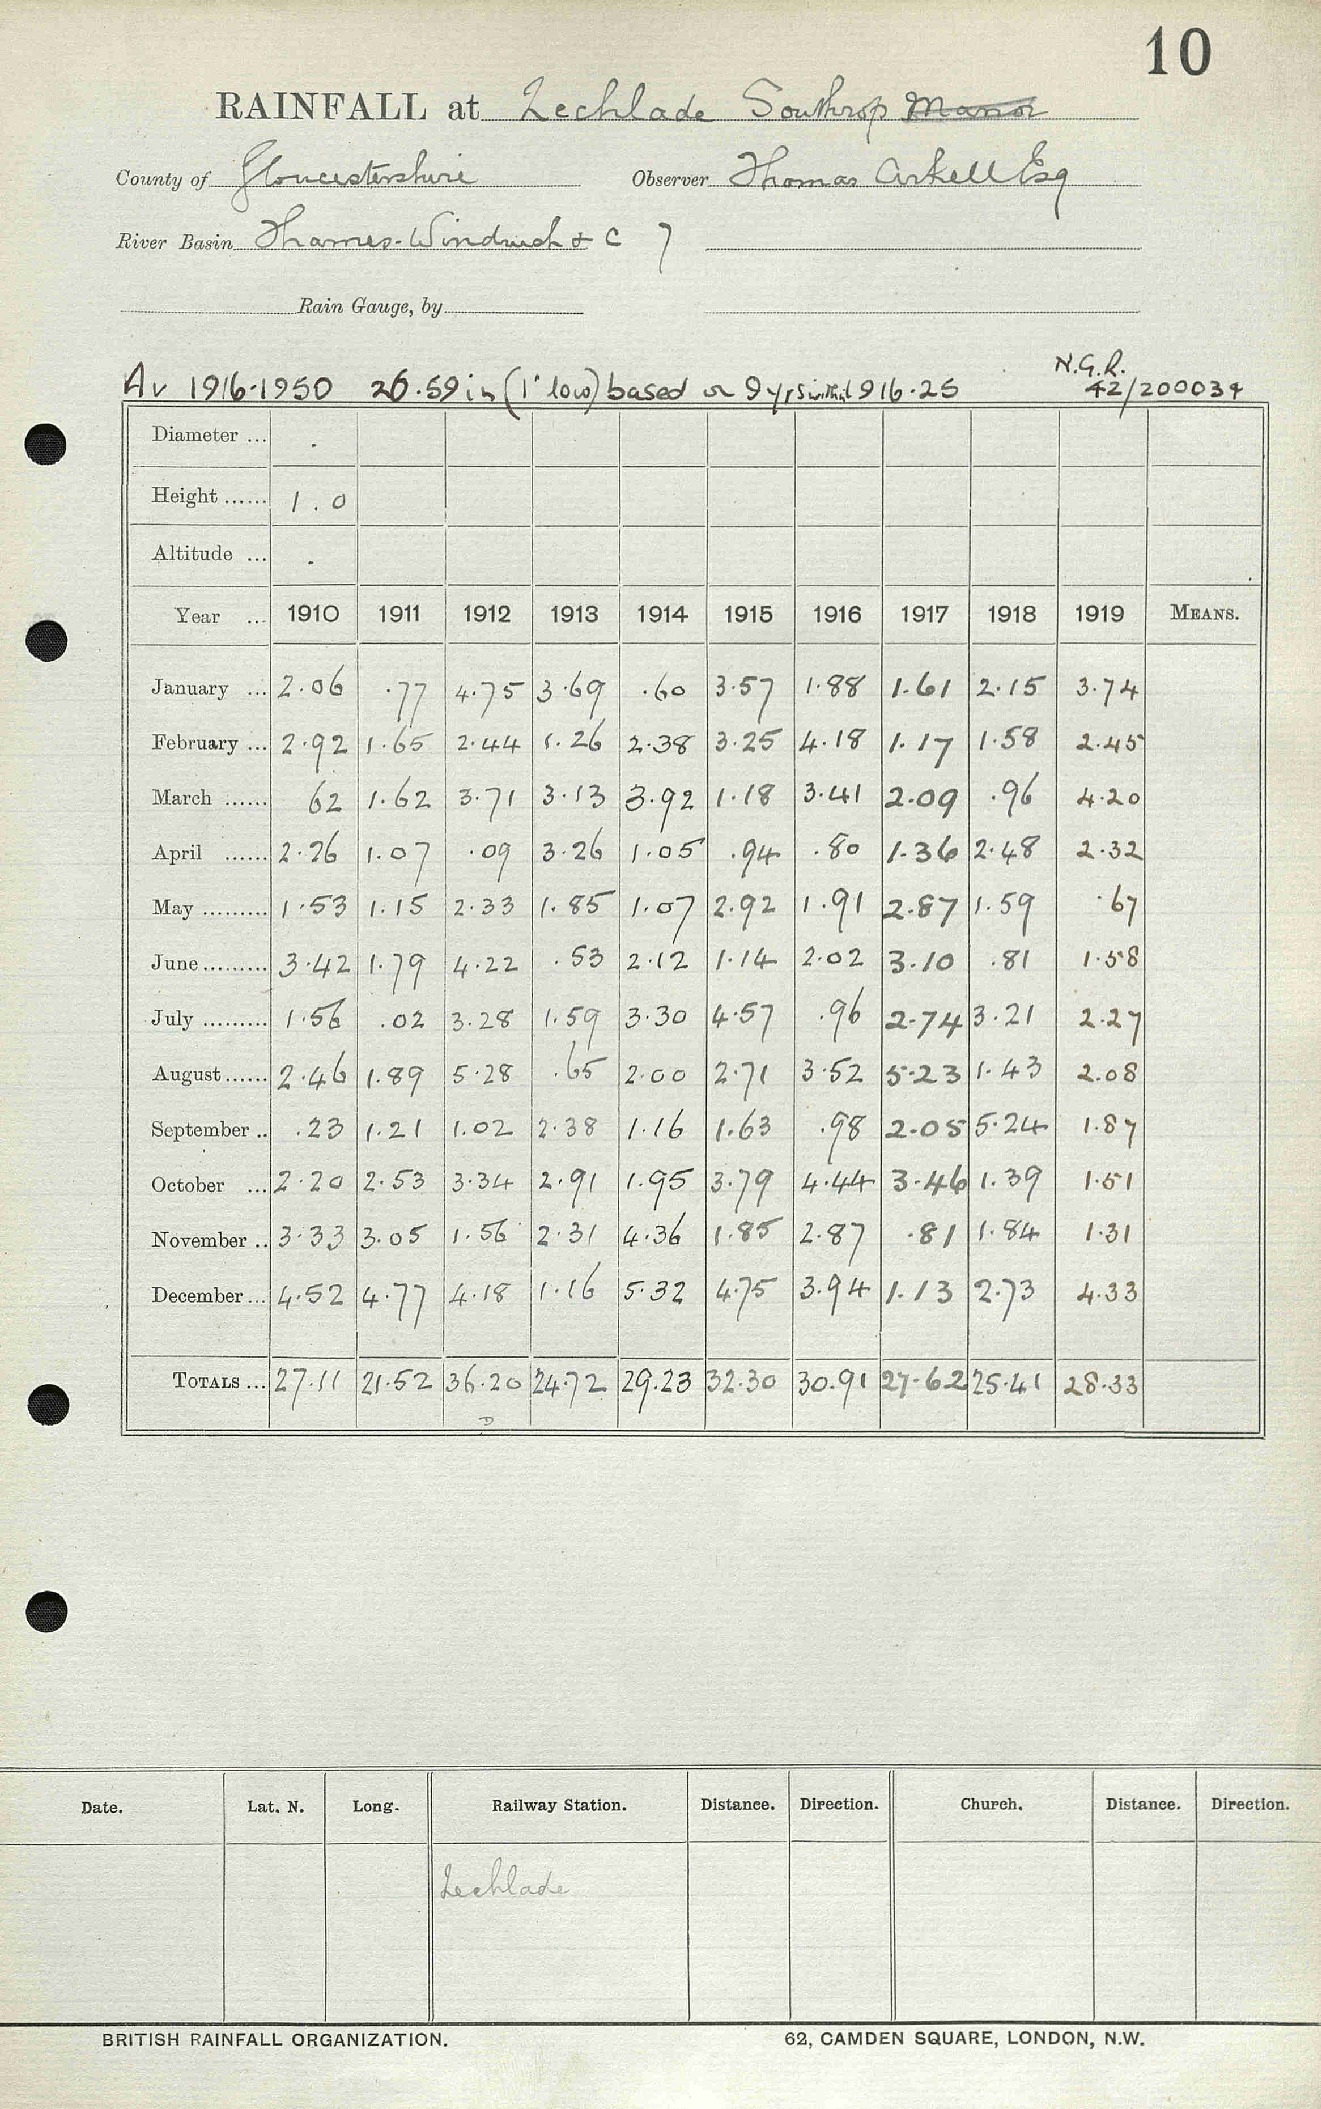 10
RAINFALL at Lechlade Southrop Manor
County of Gloucestershire Observer Thomas Arkell Esq
River Basin Thames-Windrush & C 7
Rain Gauge, by
N.G.R.
Av 1916-1950 26.59 in (1' low) based on 9 yrs within 1916-25 42/200034
Diameter ... .
Height ...... 1.0
Altitude ... .
Year ... 1910 1911 1912 1913 1914 1915 1916 1917 1918 1919 MEANS.
January ... 2.06 .77 4.75 3.69 .60 3.57 1.88 1.61 2.15 3.74
February ... 2.92 1.65 2.44 1.26 2.38 3.25 4.18 1.17 1.58 2.45
March ...... 62 1.62 3.71 3.13 3.92 1.18 3.41 2.09 .96 4.20
April ...... 2.26 1.07 .09 3.26 1.05 .94 .80 1.36 2.48 2.32
May ......... 1.53 1.15 2.33 1.85 1.07 2.92 1.91 2.87 1.59 .67
June ......... 3.42 1.79 4.22 .53 2.12 1.14 2.02 3.10 .81 1.58
July ......... 1.56 .02 3.28 1.59 3.30 4.57 .96 2.74 3.21 2.27
August ...... 2.46 1.89 5.28 .65 2.00 2.71 3.52 5.23 1.43 2.08
September .. .23 1.21 1.02 2.38 1.16 1.63 .98 2.05 5.24 1.87
October ... 2.20 2.53 3.34 2.91 1.95 3.79 4.44 3.46 1.39 1.51
November .. 3.33 3.05 1.56 2.31 4.36 1.85 2.87 .81 1.84 1.31
December ... 4.52 4.77 4.18 1.16 5.32 4.75 3.94 1.13 2.73 4.33
TOTALS ... 27.11 21.52 36.20 24.72 29.23 32.30 30.91 27.62 25.41 28.33
D
Date. Lat. N. Long. Railway Station. Distance. Direction. Church. Distance. Direction.
Lechlade
BRITISH RAINFALL ORGANIZATION. 62, CAMDEN SQUARE, LONDON, N.W.